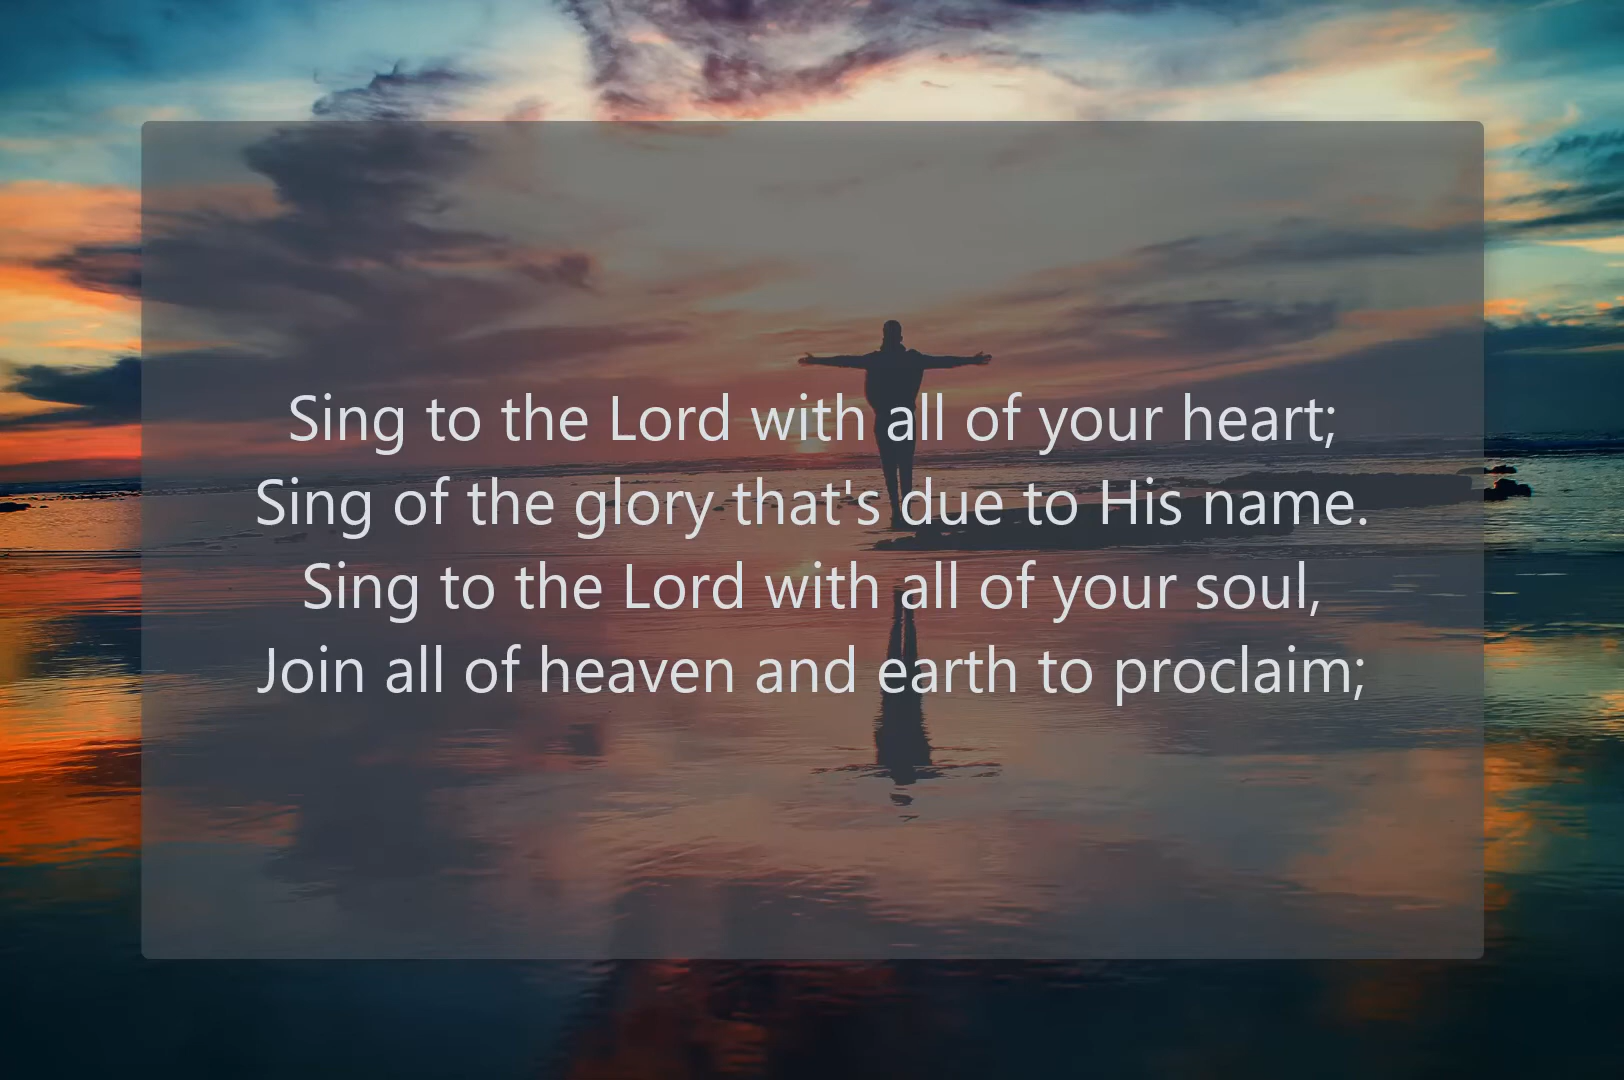 Sing to the Lord with all of your heart;
Sing of the glory that's due to His name.
Sing to the Lord with all of your soul,
Join all of heaven and earth to proclaim;